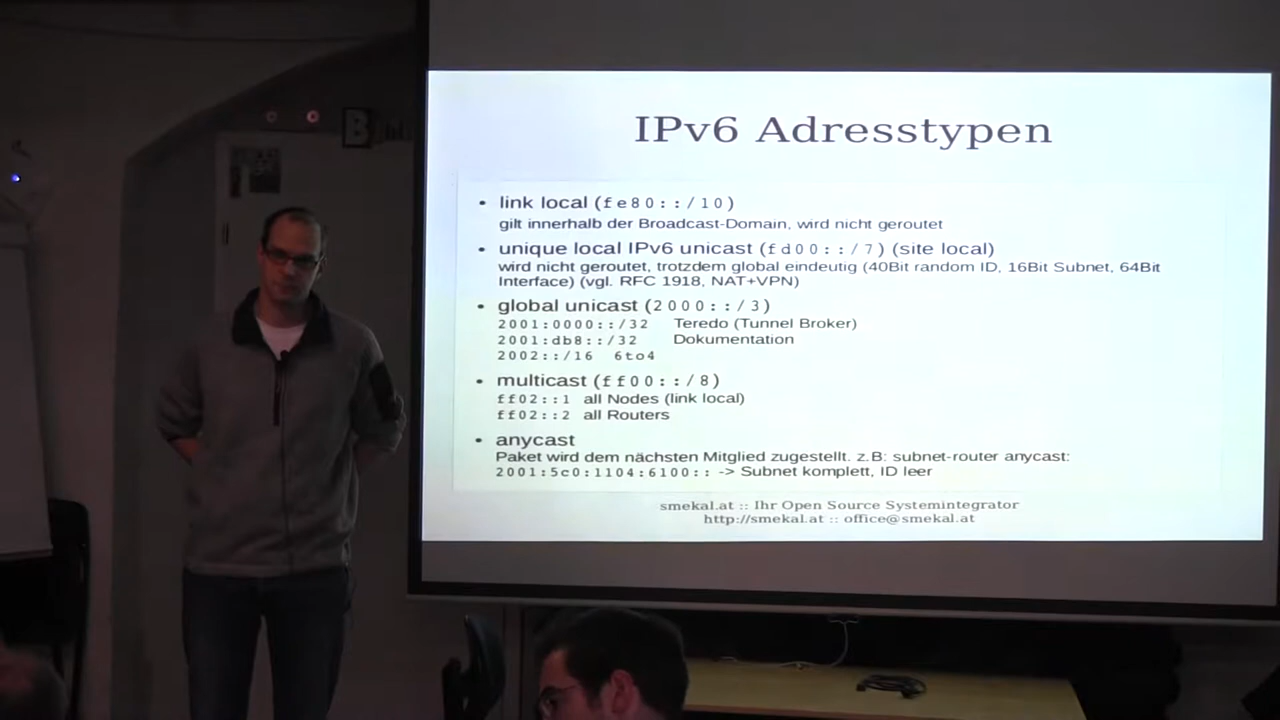 B
IPv6 Adresstypen
• link local (fe80::/10)
gilt innerhalb der Broadcast-Domain, wird nicht geroutet
• unique local IPv6 unicast (fd00::/7) (site local)
wird nicht geroutet, trotzdem global eindeutig (40Bit random ID, 16Bit Subnet, 64Bit
Interface) (vgl. RFC 1918, NAT+VPN)
• global unicast (2000::/3)
2001:0000::/32 Teredo (Tunnel Broker)
2001:db8::/32 Dokumentation
2002::/16 6to4
• multicast (ff00::/8)
ff02::1 all Nodes (link local)
ff02::2 all Routers
• anycast
Paket wird dem nächsten Mitglied zugestellt. z.B: subnet-router anycast:
2001:5c0:1104:6100:: -> Subnet komplett, ID leer
smekal.at :: Ihr Open Source Systemintegrator
http://smekal.at :: office@smekal.at